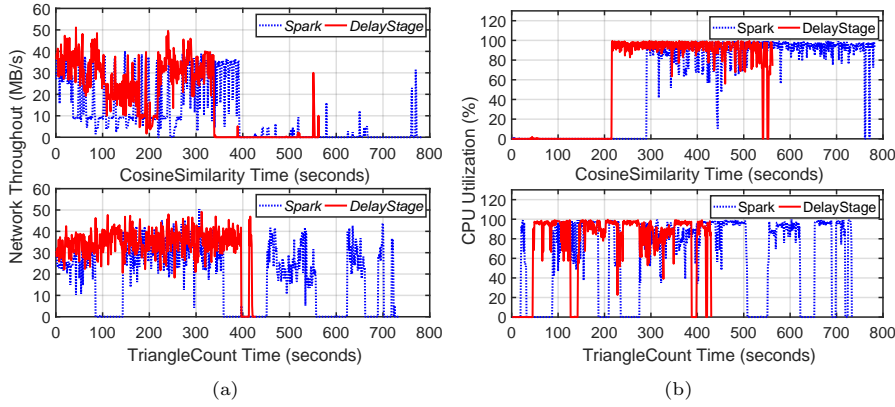 60
50
40
30
20
10
0
Spark DelayStage
0 100 200 300 400 500 600 700 800
CosineSimilarity Time (seconds)
60
50
40
30
20
10
0
Spark DelayStage
0 100 200 300 400 500 600 700 800
TriangleCount Time (seconds)
Network Throughout (MB/s)
(a)
120
100
80
60
40
20
0
Spark DelayStage
0 100 200 300 400 500 600 700 800
CosineSimilarity Time (seconds)
120
100
80
60
40
20
0
Spark DelayStage
0 100 200 300 400 500 600 700 800
TriangleCount Time (seconds)
CPU Utilization (%)
(b)